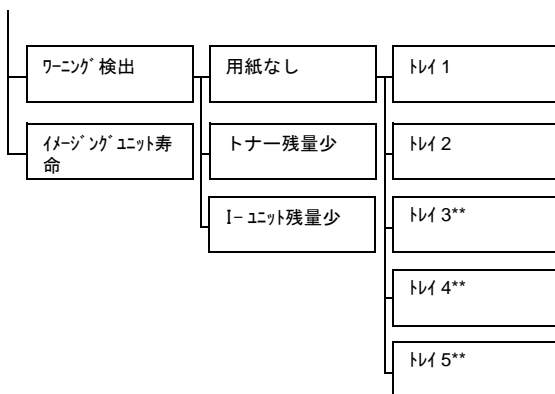 ﾜｰﾆﾝｸﾞ検出
用紙なし
ﾄﾚｲ 1
ｲﾒｰｼﾞﾝｸﾞﾕﾆｯﾄ寿
命
トナー残量少
ﾄﾚｲ 2
I-ﾕﾆｯﾄ残量少
ﾄﾚｲ 3**
ﾄﾚｲ 4**
ﾄﾚｲ 5**